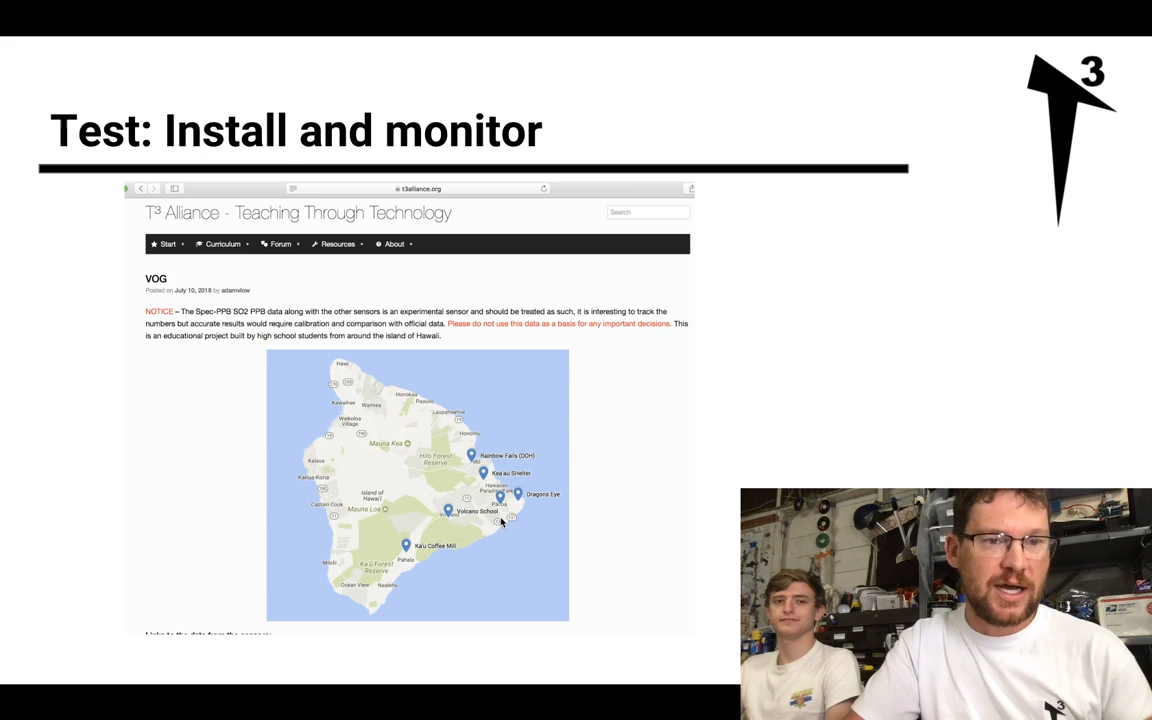 3
Test: Install and monitor
t3alliance.org
T³ Alliance - Teaching Through Technology
Search
Start
Curriculum
Forum
Resources
About
VOG
Posted on July 10, 2018 by adamvlow
NOTICE – The Spec-PPB SO2 PPB data along with the other sensors is an experimental sensor and should be treated as such, it is interesting to track the
numbers but accurate results would require calibration and comparison with official data. Please do not use this data as a basis for any important decisions. This
is an educational project built by high school students from around the island of Hawaii.
Hawi
Honokaa
Kawaihae
Waimea
Paauilo
Waikoloa
Village
Laupahoehoe
Honomu
Mauna Kea
Rainbow Falls (DOH)
Kalaoa
Hilo Forest
Reserve
Hilo
Kea'au SHelter
Kailua-Kona
Hawaiian
Paradise Park
Island of
Hawai'i
Dragons Eye
Captain Cook
11
Pahoa
Mauna Loa
Volcano School
11
Ka'u Coffee Mill
Milolii
Ka'u Forest
Reserve
Pahala
Ocean View
Naalehu
3